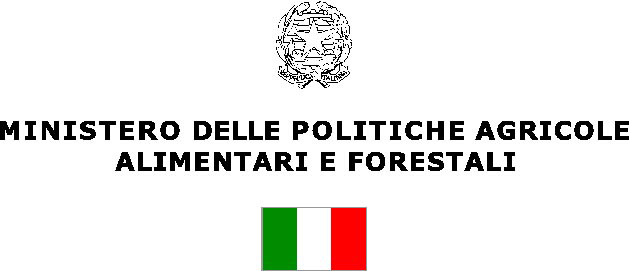 MINISTERO DELLE POLITICHE AGRICOLE
ALIMENTARI E FORESTALI